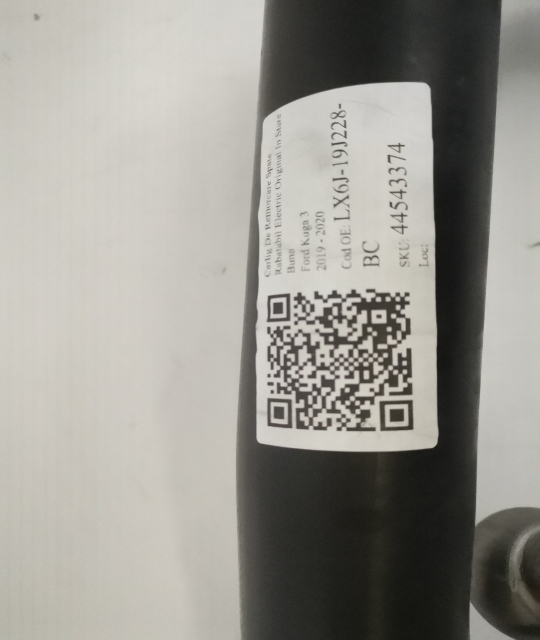 Carlig De Remorcare Spate
Rabatabil Electric Original In Stare
Buna
Ford Kuga 3
2019 - 2020
Cod OE: LX6J-19J228-
BC
SKU: 44543374
Loc: